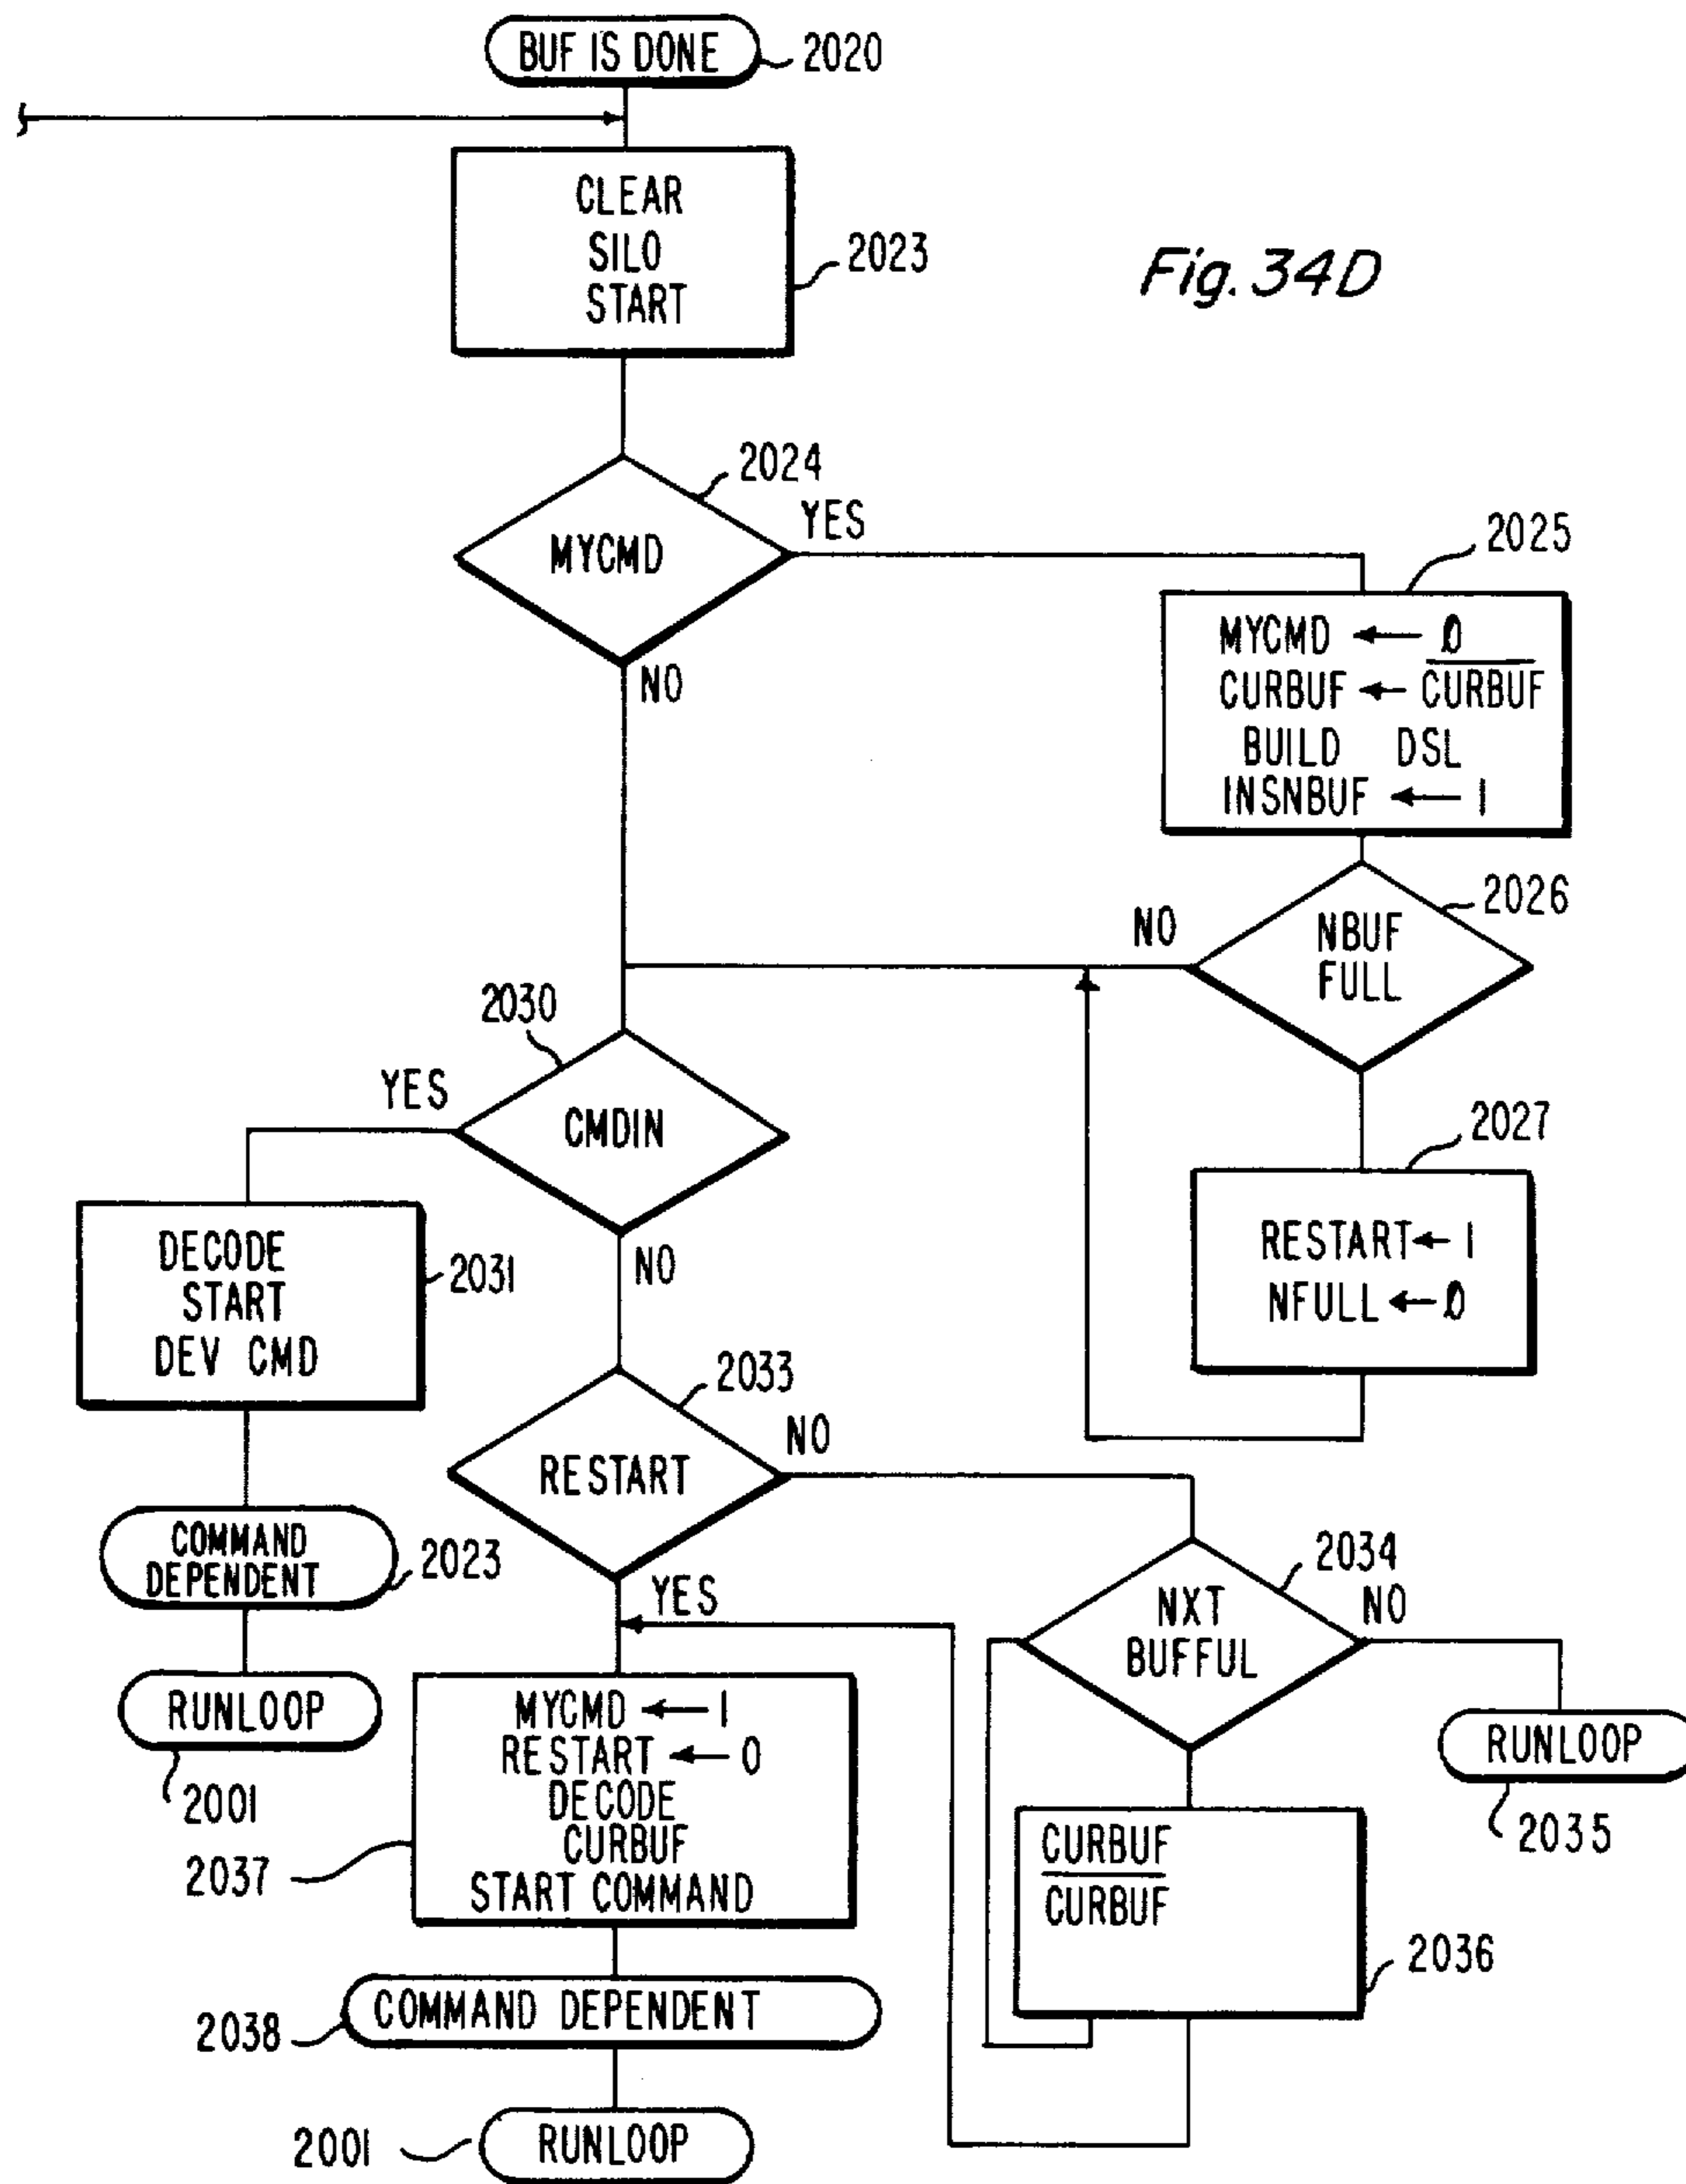 BUF IS DONE
2020
CLEAR
SILO
START
2023
Fig. 34D
2024
MYCMD
YES
NO
2025
MYCMD ← 0
CURBUF ← C̅U̅R̅B̅U̅F̅
BUILD DSL
INSNBUF ← 1
2026
NO
NBUF
FULL
2030
YES
CMDIN
NO
2027
RESTART ← 1
NFULL ← 0
DECODE
START
DEV CMD
2031
COMMAND
DEPENDENT
2023
RUNLOOP
2001
2033
RESTART
NO
YES
2034
NXT
BUFFUL
NO
RUNLOOP
2035
MYCMD ← 1
RESTART ← 0
DECODE
CURBUF
START COMMAND
2037
CURBUF
C̅U̅R̅B̅U̅F̅
2036
COMMAND DEPENDENT
2038
RUNLOOP
2001